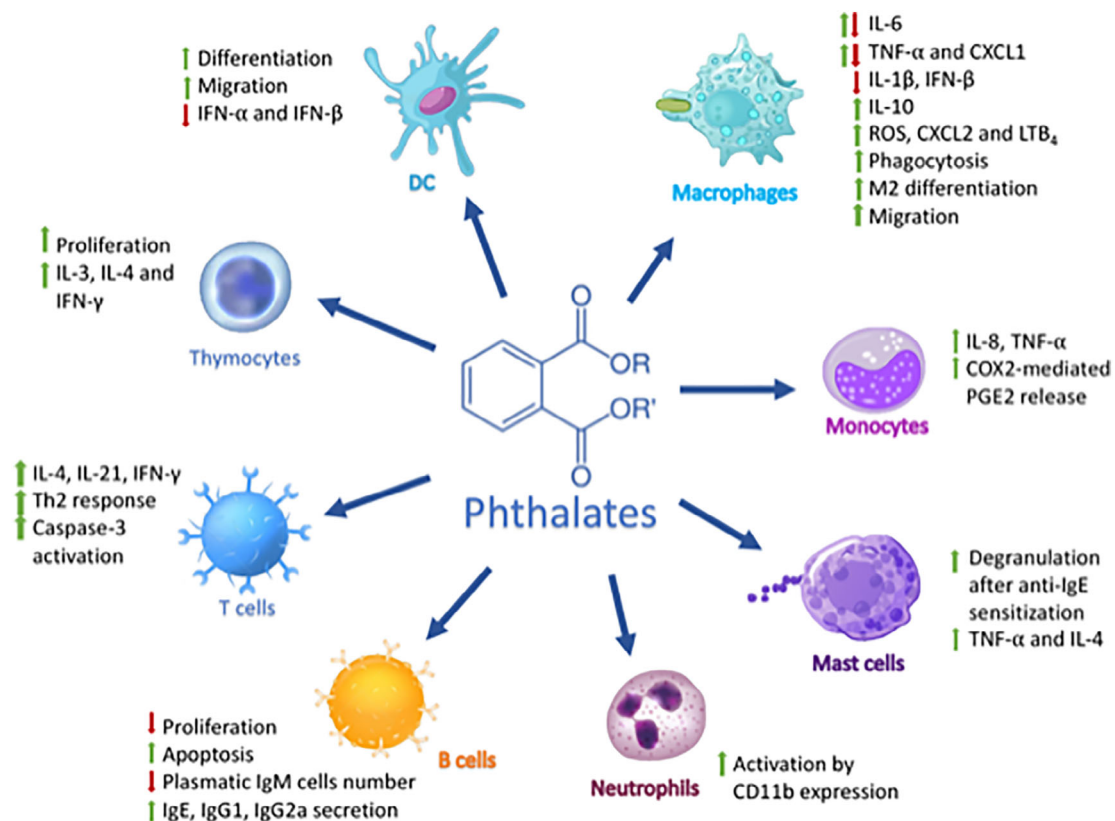 Differentiation
Migration
IFN-α and IFN-β
DC
IL-6
TNF-α and CXCL1
IL-1β, IFN-β
IL-10
ROS, CXCL2 and LTB₄
Phagocytosis
M2 differentiation
Migration
Macrophages
Proliferation
IL-3, IL-4 and
IFN-γ
Thymocytes
O
OR
OR'
O
Phthalates
IL-8, TNF-α
COX2-mediated
PGE2 release
Monocytes
IL-4, IL-21, IFN-γ
Th2 response
Caspase-3
activation
T cells
Degranulation
after anti-IgE
sensitization
TNF-α and IL-4
Mast cells
Proliferation
Apoptosis
Plasmatic IgM cells number
IgE, IgG1, IgG2a secretion
B cells
Neutrophils
Activation by
CD11b expression